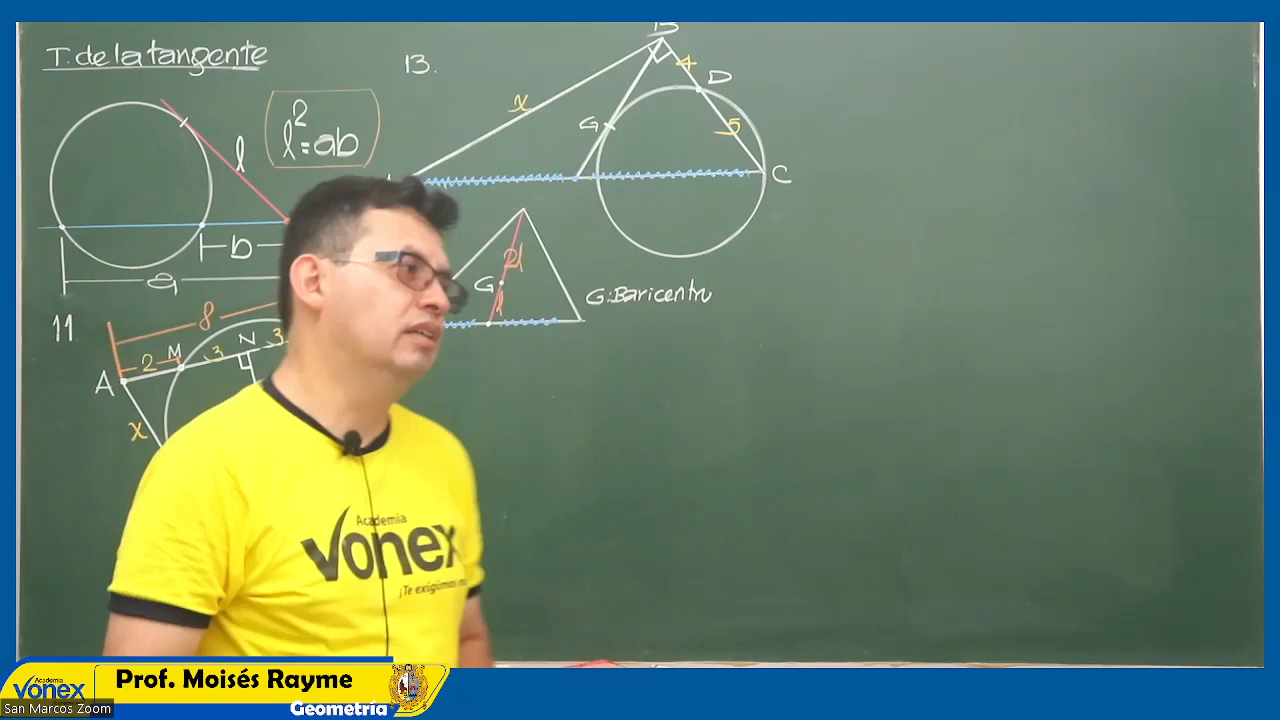 T. de la tangente
l
l² = ab
b
a
13.
x
4
D
G
5
C
2l
G
l
G: Baricentro
11
8
2
M
3
N
3
A
x
Academia
vonex
¡Te exigimos
Academia
vonex
San Marcos Zoom
Prof. Moisés Rayme
Geometría